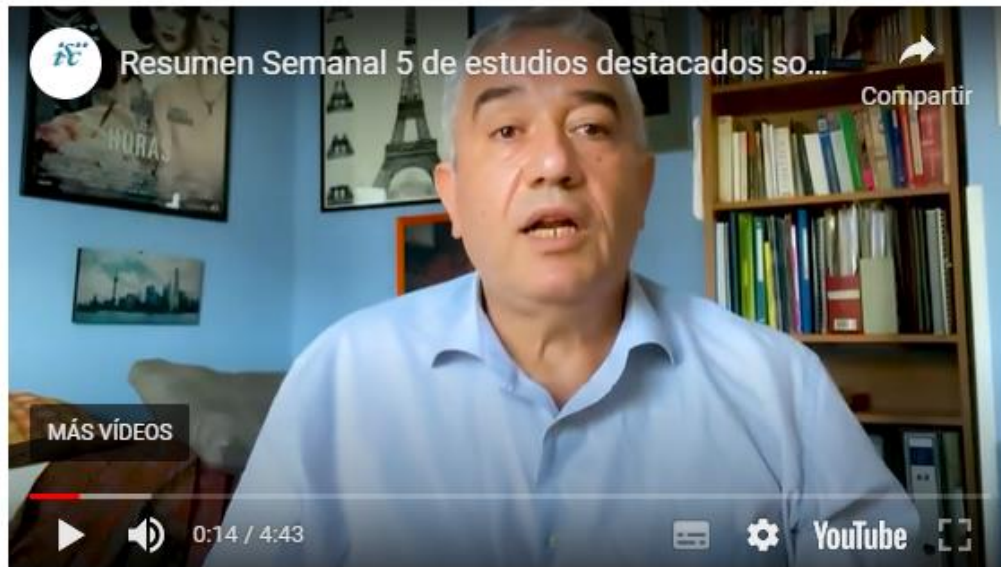 Resumen Semanal 5 de estudios destacados so...
Compartir
HORAS
MÁS VÍDEOS
0:14 / 4:43
YouTube